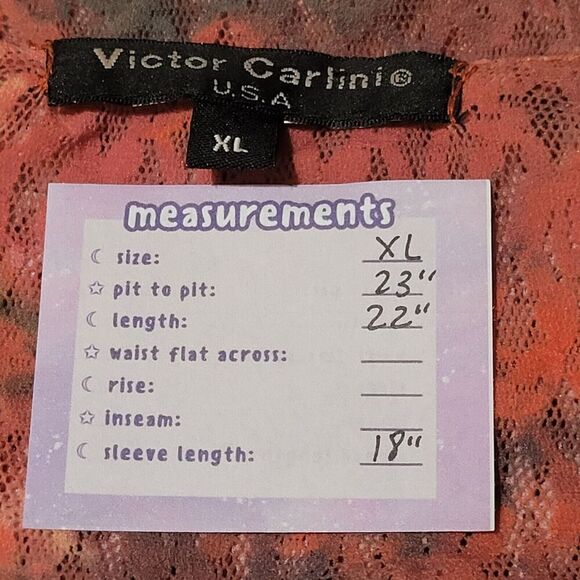 Victor Carlini®
U.S.A
XL
measurements
size: XL
pit to pit: 23"
length: 22"
waist flat across:
rise:
inseam:
sleeve length: 18"